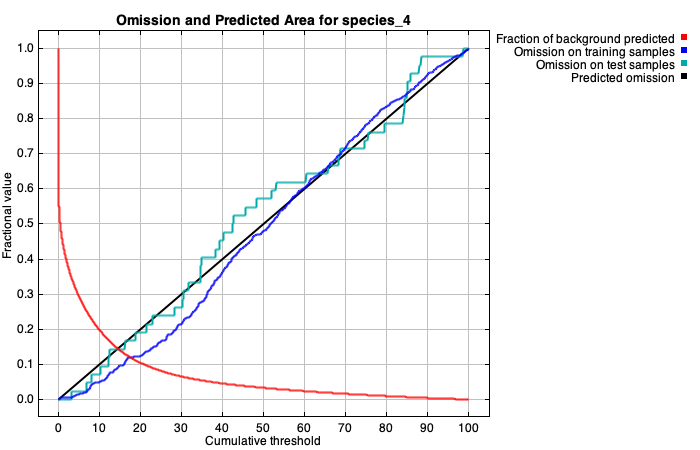 Omission and Predicted Area for species_4
Fraction of background predicted
Omission on training samples
Omission on test samples
Predicted omission
Fractional value
1.0
0.9
0.8
0.7
0.6
0.5
0.4
0.3
0.2
0.1
0.0
0 10 20 30 40 50 60 70 80 90 100
Cumulative threshold